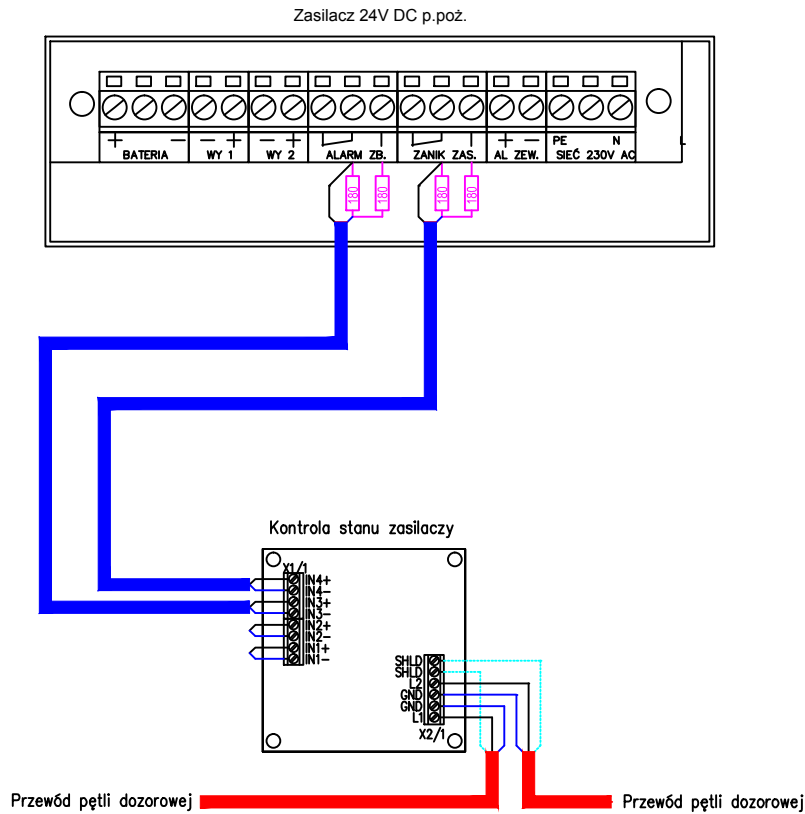 Zasilacz 24V DC p.poż.
+ − − + − + + − PE N L
BATERIA WY 1 WY 2 ALARM ZB. ZANIK ZAS. AL ZEW. SIEĆ 230V AC
180 180 180 180
Kontrola stanu zasilaczy
X1/1
IN4+
IN4−
IN3+
IN3−
IN2+
IN2−
IN1+
IN1−
SHLD
SHLD
L2
GND
GND
L1
X2/1
Przewód pętli dozorowej
Przewód pętli dozorowej